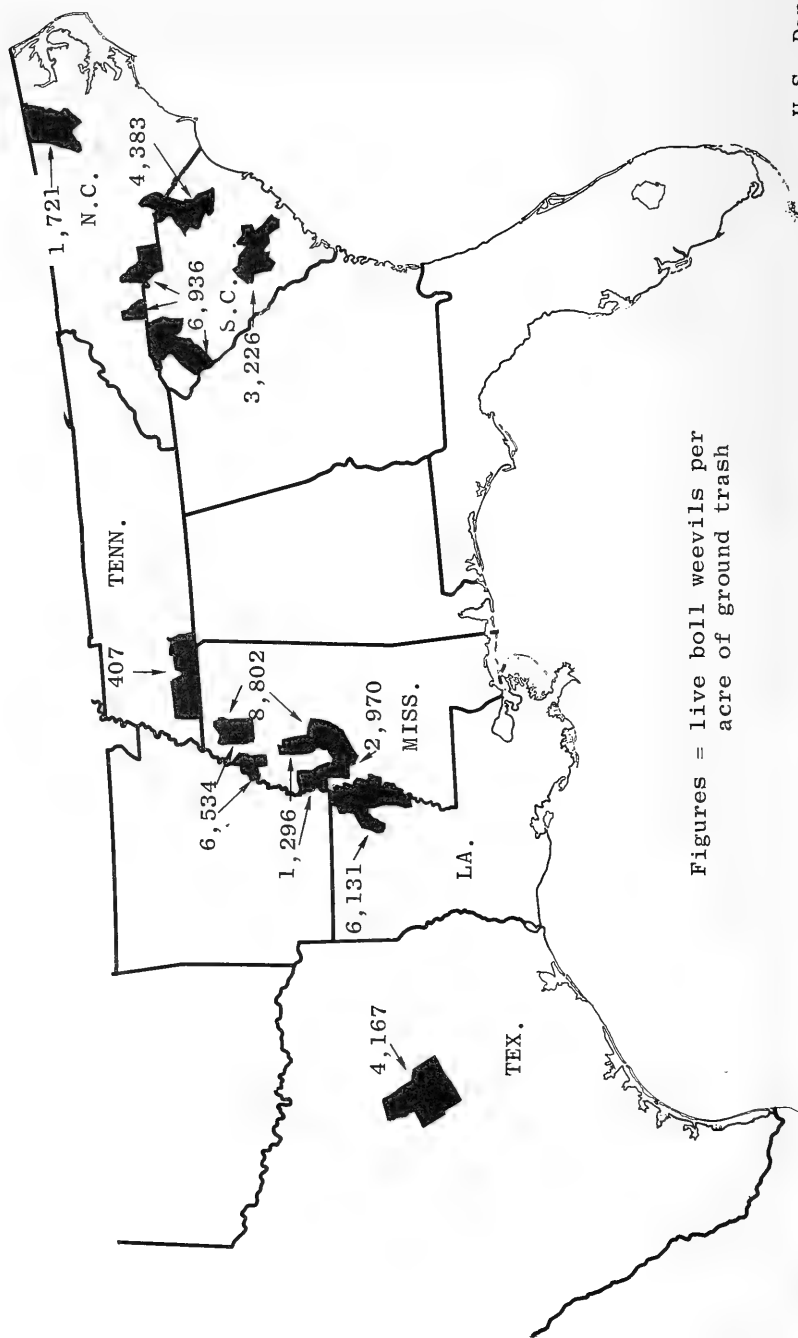 1,721
N.C.
4,383
6,936
S.C.
3,226
TENN.
407
8,802
6,534
2,970
MISS.
1,296
6,131
LA.
4,167
TEX.
Figures = live boll weevils per
acre of ground trash